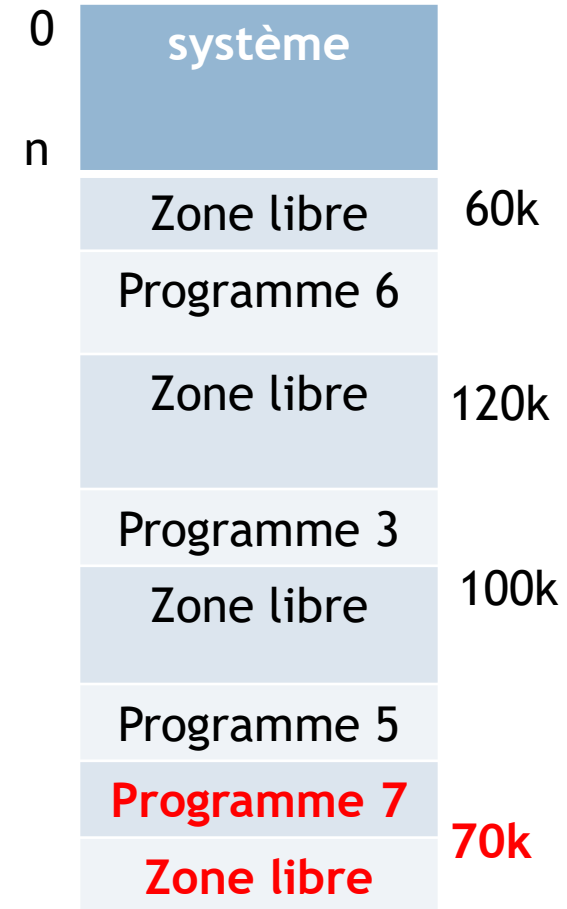 0
système
n
Zone libre
60k
Programme 6
Zone libre
120k
Programme 3
Zone libre
100k
Programme 5
Programme 7
70k
Zone libre